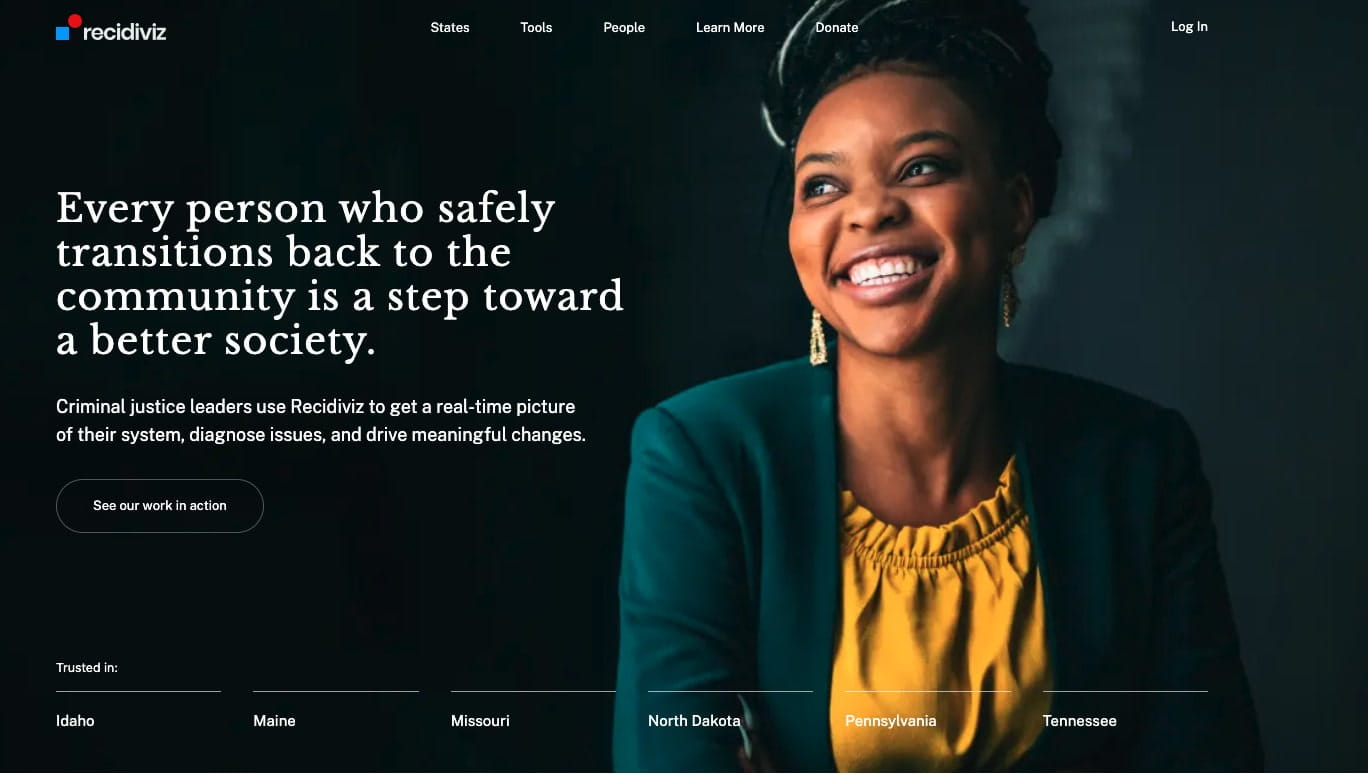 recidiviz
States
Tools
People
Learn More
Donate
Log In
Every person who safely
transitions back to the
community is a step toward
a better society.
Criminal justice leaders use Recidiviz to get a real-time picture
of their system, diagnose issues, and drive meaningful changes.
See our work in action
Trusted in:
Idaho
Maine
Missouri
North Dakota
Pennsylvania
Tennessee